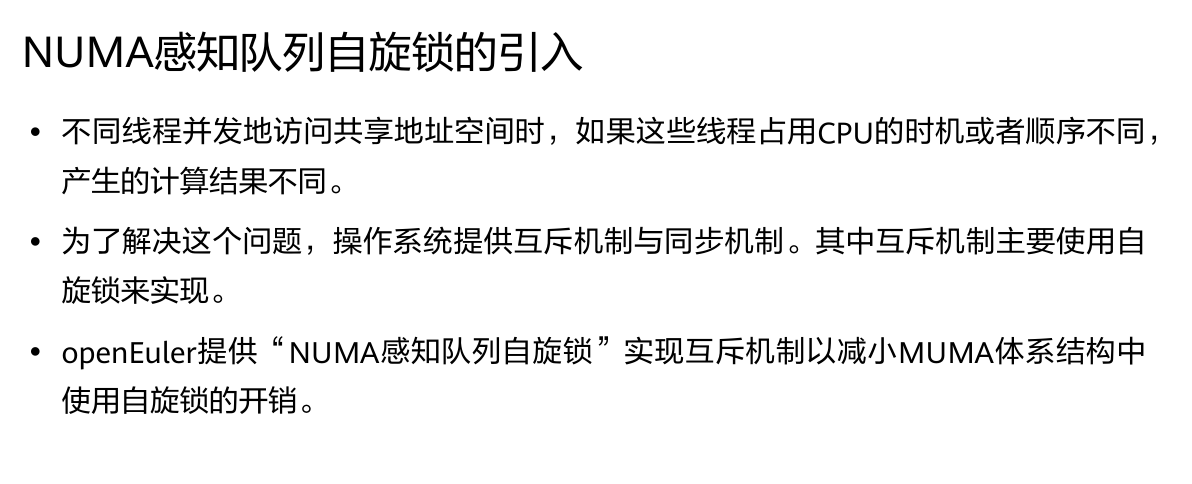 NUMA感知队列自旋锁的引入
• 不同线程并发地访问共享地址空间时，如果这些线程占用CPU的时机或者顺序不同，
产生的计算结果不同。
• 为了解决这个问题，操作系统提供互斥机制与同步机制。其中互斥机制主要使用自
旋锁来实现。
• openEuler提供“NUMA感知队列自旋锁”实现互斥机制以减小MUMA体系结构中
使用自旋锁的开销。